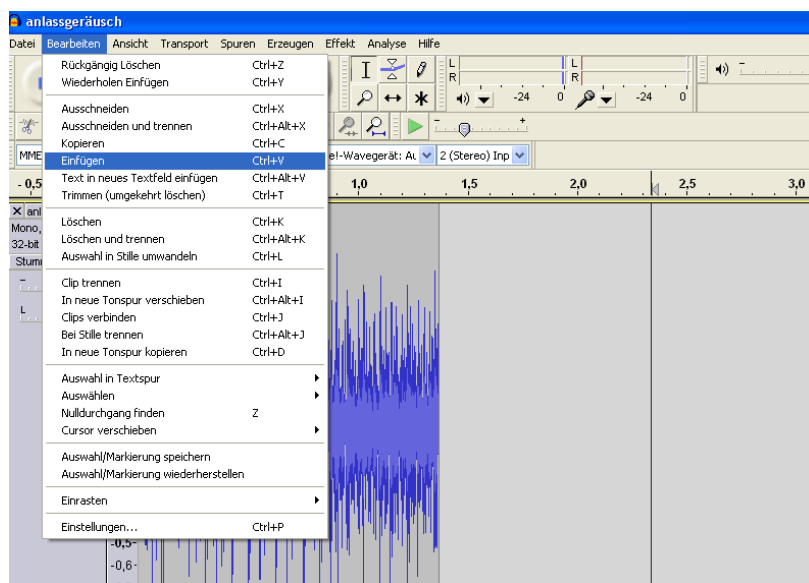 anlassgeräusch
Datei Bearbeiten Ansicht Transport Spuren Erzeugen Effekt Analyse Hilfe
Rückgängig Löschen Ctrl+Z
Wiederholen Einfügen Ctrl+Y
Ausschneiden Ctrl+X
Ausschneiden und trennen Ctrl+Alt+X
Kopieren Ctrl+C
Einfügen Ctrl+V
Text in neues Textfeld einfügen Ctrl+Alt+V
Trimmen (umgekehrt löschen) Ctrl+T
Löschen Ctrl+K
Löschen und trennen Ctrl+Alt+K
Auswahl in Stille umwandeln Ctrl+L
Clip trennen Ctrl+I
In neue Tonspur verschieben Ctrl+Alt+I
Clips verbinden Ctrl+J
Bei Stille trennen Ctrl+Alt+J
In neue Tonspur kopieren Ctrl+D
Auswahl in Textspur
Auswählen
Nulldurchgang finden Z
Cursor verschieben
Auswahl/Markierung speichern
Auswahl/Markierung wiederherstellen
Einrasten
Einstellungen... Ctrl+P
L L
R R
-24 0 -24 0
MME e!-Wavegerät: Au 2 (Stereo) Inp
- 0,5 1,0 1,5 2,0 2,5 3,0
X anl
Mono,
32-bit
Stumm
L
-0,5-
-0,6-